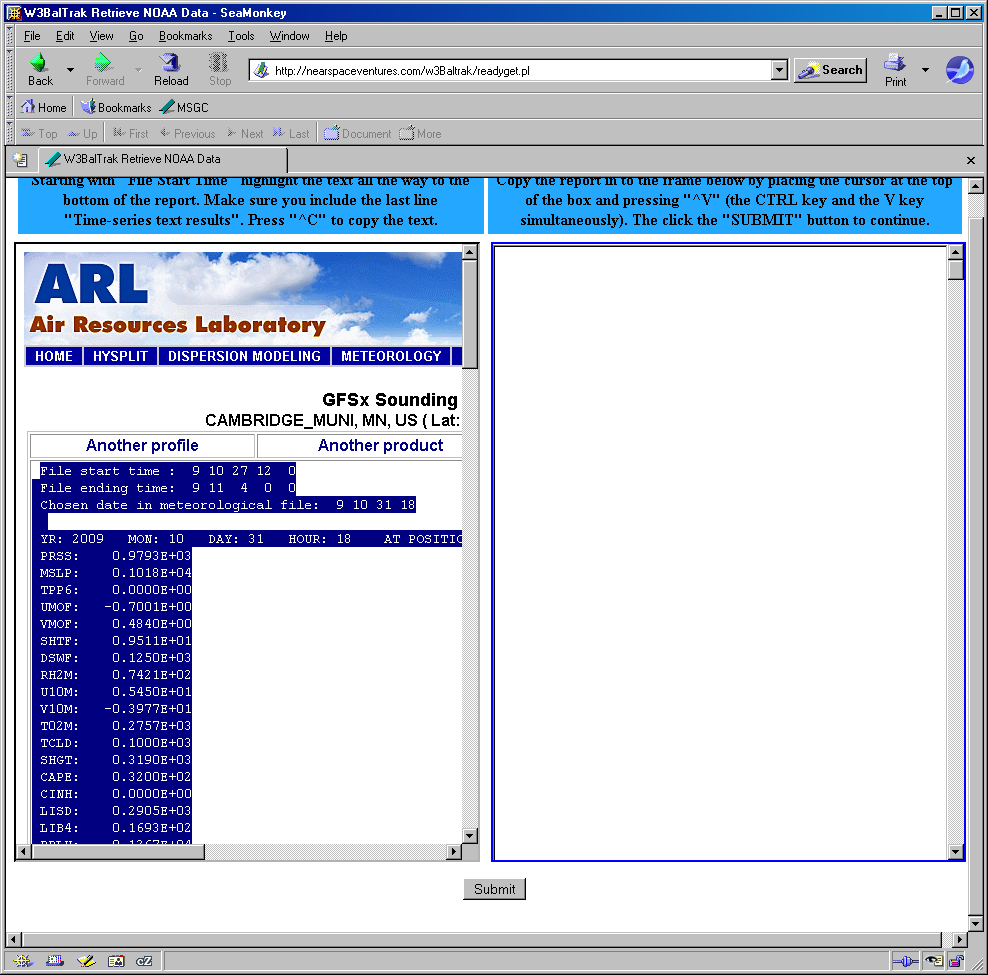 W3BalTrak Retrieve NOAA Data - SeaMonkey
File Edit View Go Bookmarks Tools Window Help
Back Forward Reload Stop http://nearspaceventures.com/w3Baltrak/readyget.pl Search Print
Home Bookmarks MSGC
Top Up First Previous Next Last Document More
W3BalTrak Retrieve NOAA Data
Starting with "File Start Time" highlight the text all the way to the
bottom of the report. Make sure you include the last line
"Time-series text results". Press "^C" to copy the text.
Copy the report in to the frame below by placing the cursor at the top
of the box and pressing "^V" (the CTRL key and the V key
simultaneously). The click the "SUBMIT" button to continue.
ARL
Air Resources Laboratory
HOME HYSPLIT DISPERSION MODELING METEOROLOGY
GFSx Sounding
CAMBRIDGE_MUNI, MN, US ( Lat:
Another profile Another product
File start time : 9 10 27 12 0
File ending time: 9 11 4 0 0
Chosen date in meteorological file: 9 10 31 18
YR: 2009 MON: 10 DAY: 31 HOUR: 18 AT POSITIO
PRSS: 0.9793E+03
MSLP: 0.1018E+04
TPP6: 0.0000E+00
UMOF: -0.7001E+00
VMOF: 0.4840E+00
SHTF: 0.9511E+01
DSWF: 0.1250E+03
RH2M: 0.7421E+02
U10M: 0.5450E+01
V10M: -0.3977E+01
T02M: 0.2757E+03
TCLD: 0.1000E+03
SHGT: 0.3190E+03
CAPE: 0.3200E+02
CINH: 0.0000E+00
LISD: 0.2905E+03
LIB4: 0.1693E+02
Submit